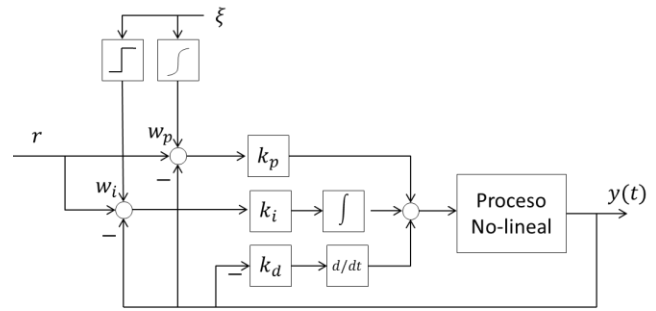 ξ
r
w_p
k_p
w_i
k_i
∫
Proceso
No-lineal
y(t)
k_d
d/dt
−
−
−